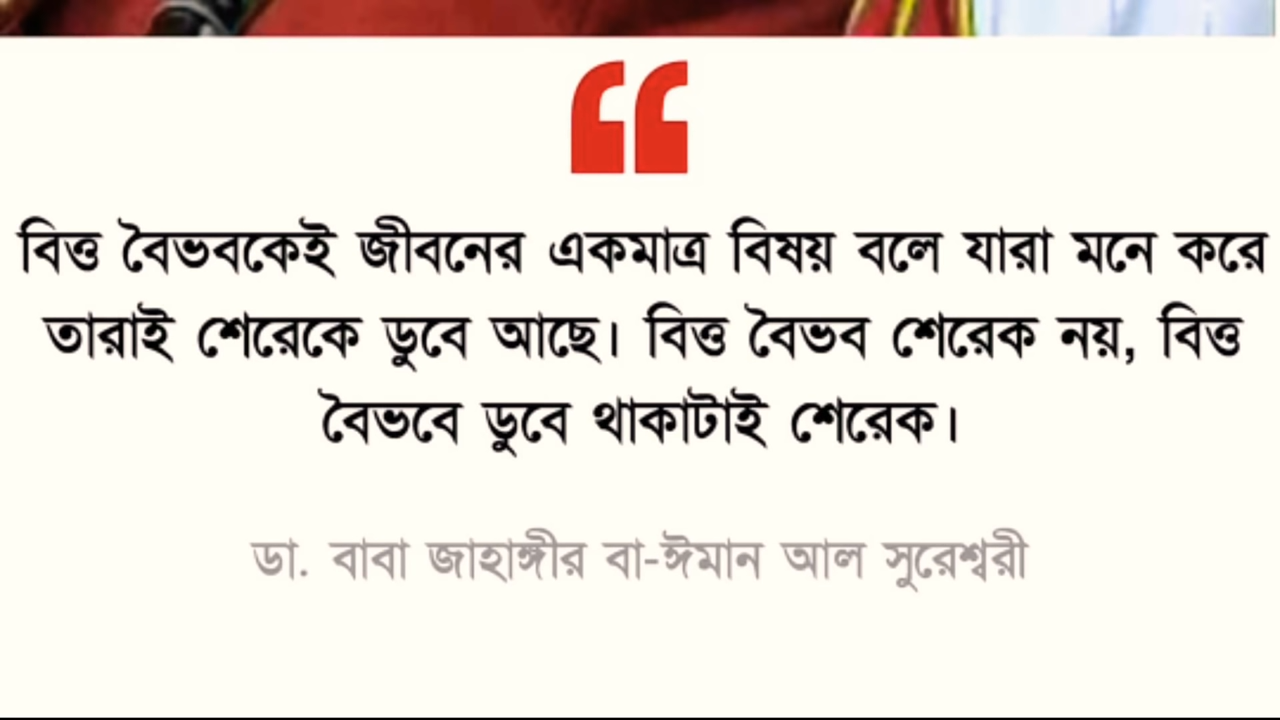 “
বিত্ত বৈভবকেই জীবনের একমাত্র বিষয় বলে যারা মনে করে
তারাই শেরেকে ডুবে আছে। বিত্ত বৈভব শেরেক নয়, বিত্ত
বৈভবে ডুবে থাকাটাই শেরেক।
ডা. বাবা জাহাঙ্গীর বা-ঈমান আল সুরেশ্বরী